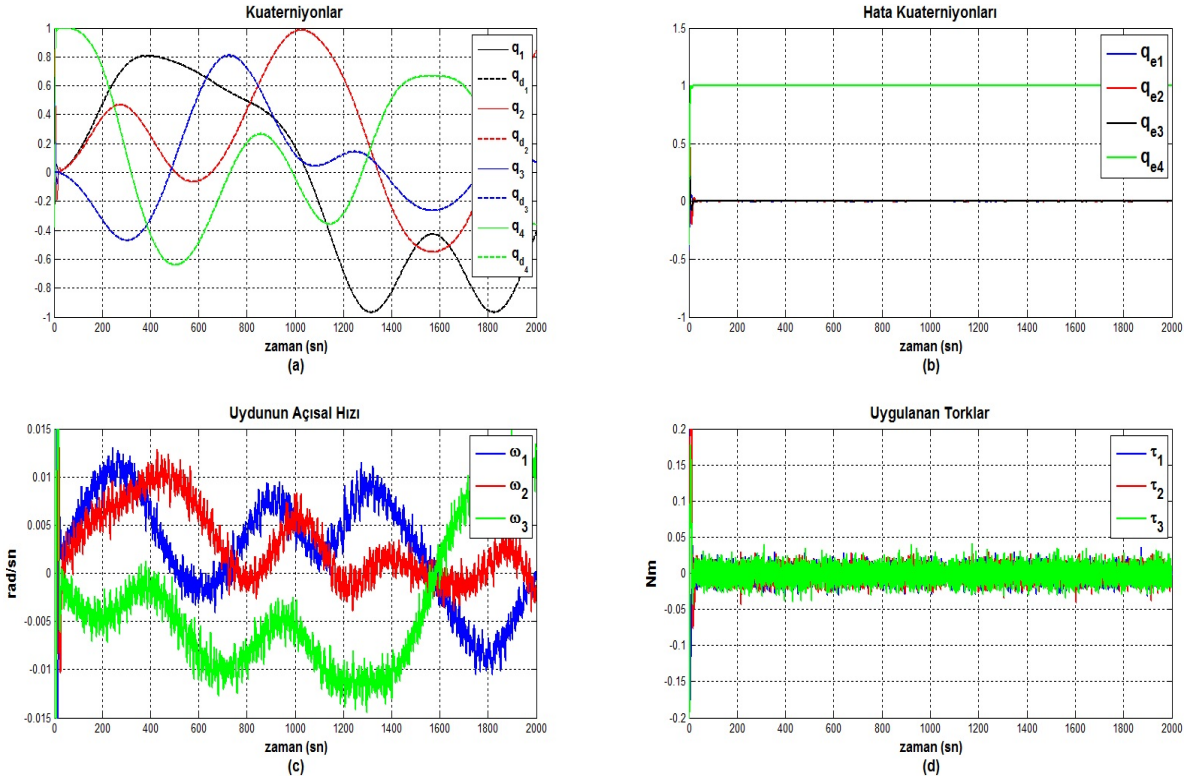 Kuaterniyonlar
1
0.8
0.6
0.4
0.2
0
-0.2
-0.4
-0.6
-0.8
-1
0 200 400 600 800 1000 1200 1400 1600 1800 2000
zaman (sn)
(a)
q1
qd1
q2
qd2
q3
qd3
q4
qd4
Hata Kuaterniyonları
1.5
1
0.5
0
-0.5
-1
0 200 400 600 800 1000 1200 1400 1600 1800 2000
zaman (sn)
(b)
qe1
qe2
qe3
qe4
Uydunun Açısal Hızı
rad/sn
0.015
0.01
0.005
0
-0.005
-0.01
-0.015
0 200 400 600 800 1000 1200 1400 1600 1800 2000
zaman (sn)
(c)
ω1
ω2
ω3
Uygulanan Torklar
Nm
0.2
0.15
0.1
0.05
0
-0.05
-0.1
-0.15
-0.2
0 200 400 600 800 1000 1200 1400 1600 1800 2000
zaman (sn)
(d)
τ1
τ2
τ3